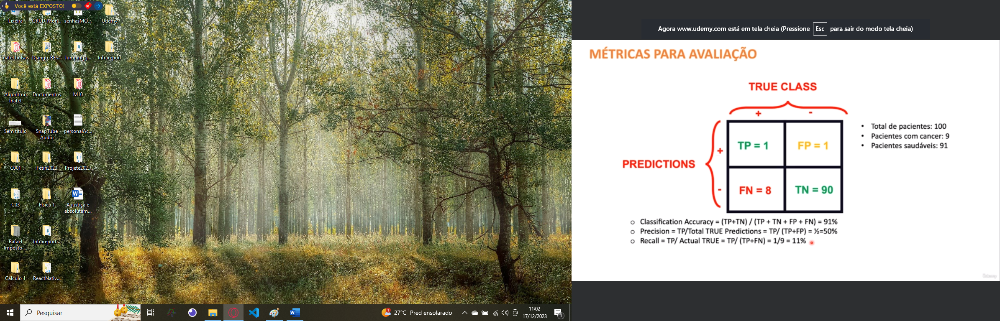 Você está EXPOSTO!
Lixeira
CRUD_Mon...
senhasMO...
Udemy
Inatel bolsas
Django-RES...
Jumping-j...
Infrareport
Algoritmo
Inatel
Documentos
M10
Sem título
SnapTube
Audio
personalAc...
C001
Fetin2023
Projete202...
C03
Física 1
A justiça é
absolutam...
Rafael
Imposto ...
Infrareport...
Cálculo 1
ReactNativ...
Pesquisar
1
27°C Pred ensolarado
11:02
17/12/2023
1
Agora www.udemy.com está em tela cheia (Pressione Esc para sair do modo tela cheia)
MÉTRICAS PARA AVALIAÇÃO
TRUE CLASS
+ -
PREDICTIONS
+
-
TP = 1
FP = 1
FN = 8
TN = 90
• Total de pacientes: 100
• Pacientes com cancer: 9
• Pacientes saudáveis: 91
o Classification Accuracy = (TP+TN) / (TP + TN + FP + FN) = 91%
o Precision = TP/Total TRUE Predictions = TP/ (TP+FP) = ½=50%
o Recall = TP/ Actual TRUE = TP/ (TP+FN) = 1/9 = 11%
Udemy